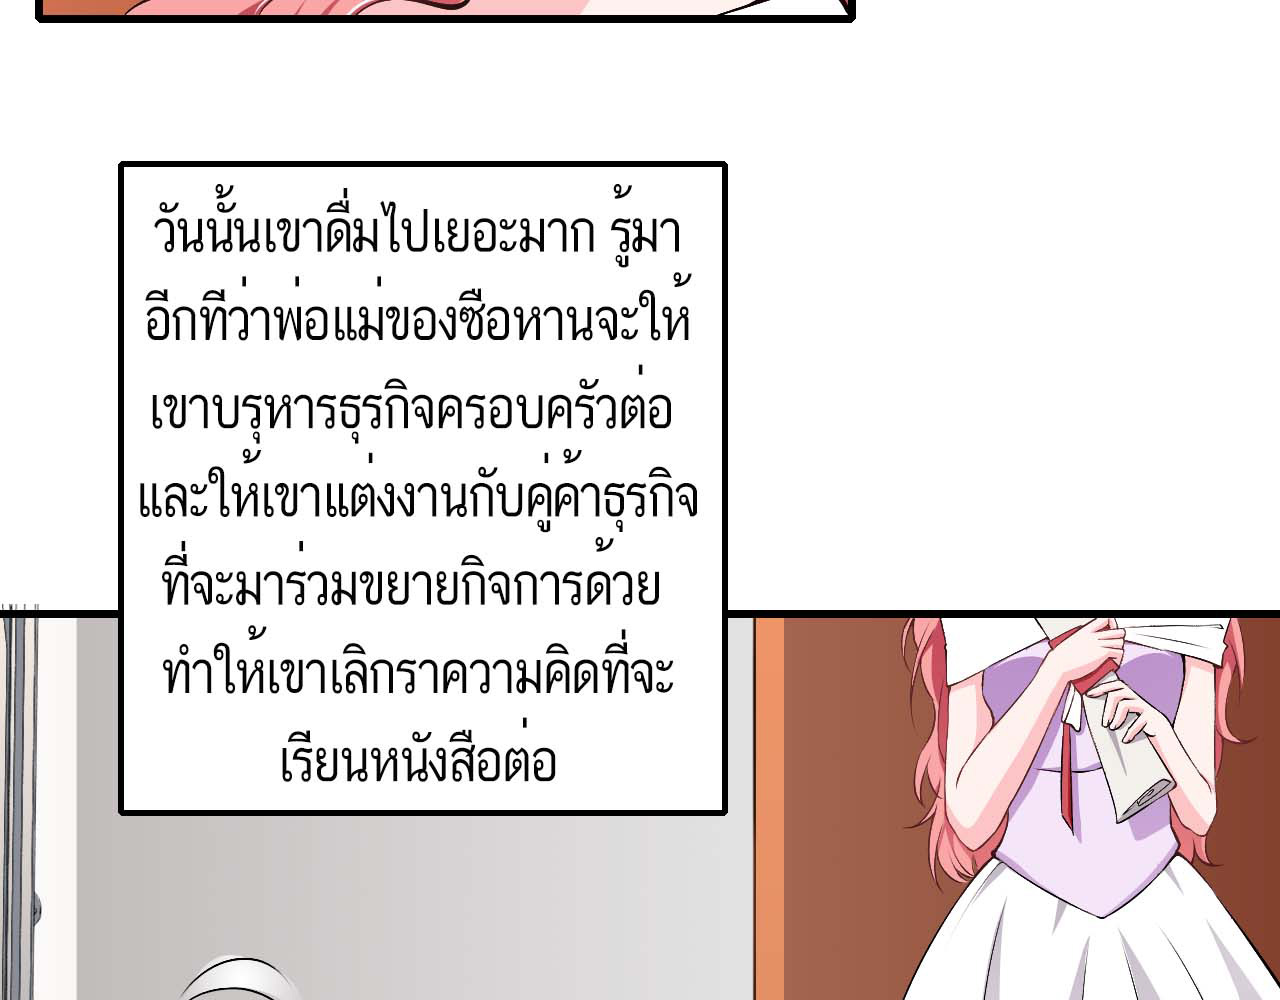 วันนั้นเขาดื่มไปเยอะมาก รู้มา
อีกทีว่าพ่อแม่ของซือหานจะให้
เขาบริหารธุรกิจครอบครัวต่อ
และให้เขาแต่งงานกับคู่ค้าธุรกิจ
ที่จะมาร่วมขยายกิจการด้วย
ทำให้เขาเลิกราความคิดที่จะ
เรียนหนังสือต่อ